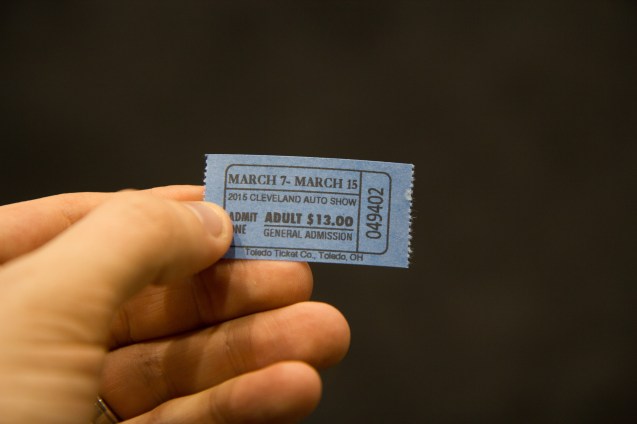 MARCH 7- MARCH 15
2015 CLEVELAND AUTO SHOW
ADMIT ADULT $13.00
ONE GENERAL ADMISSION
Toledo Ticket Co., Toledo, OH
049402